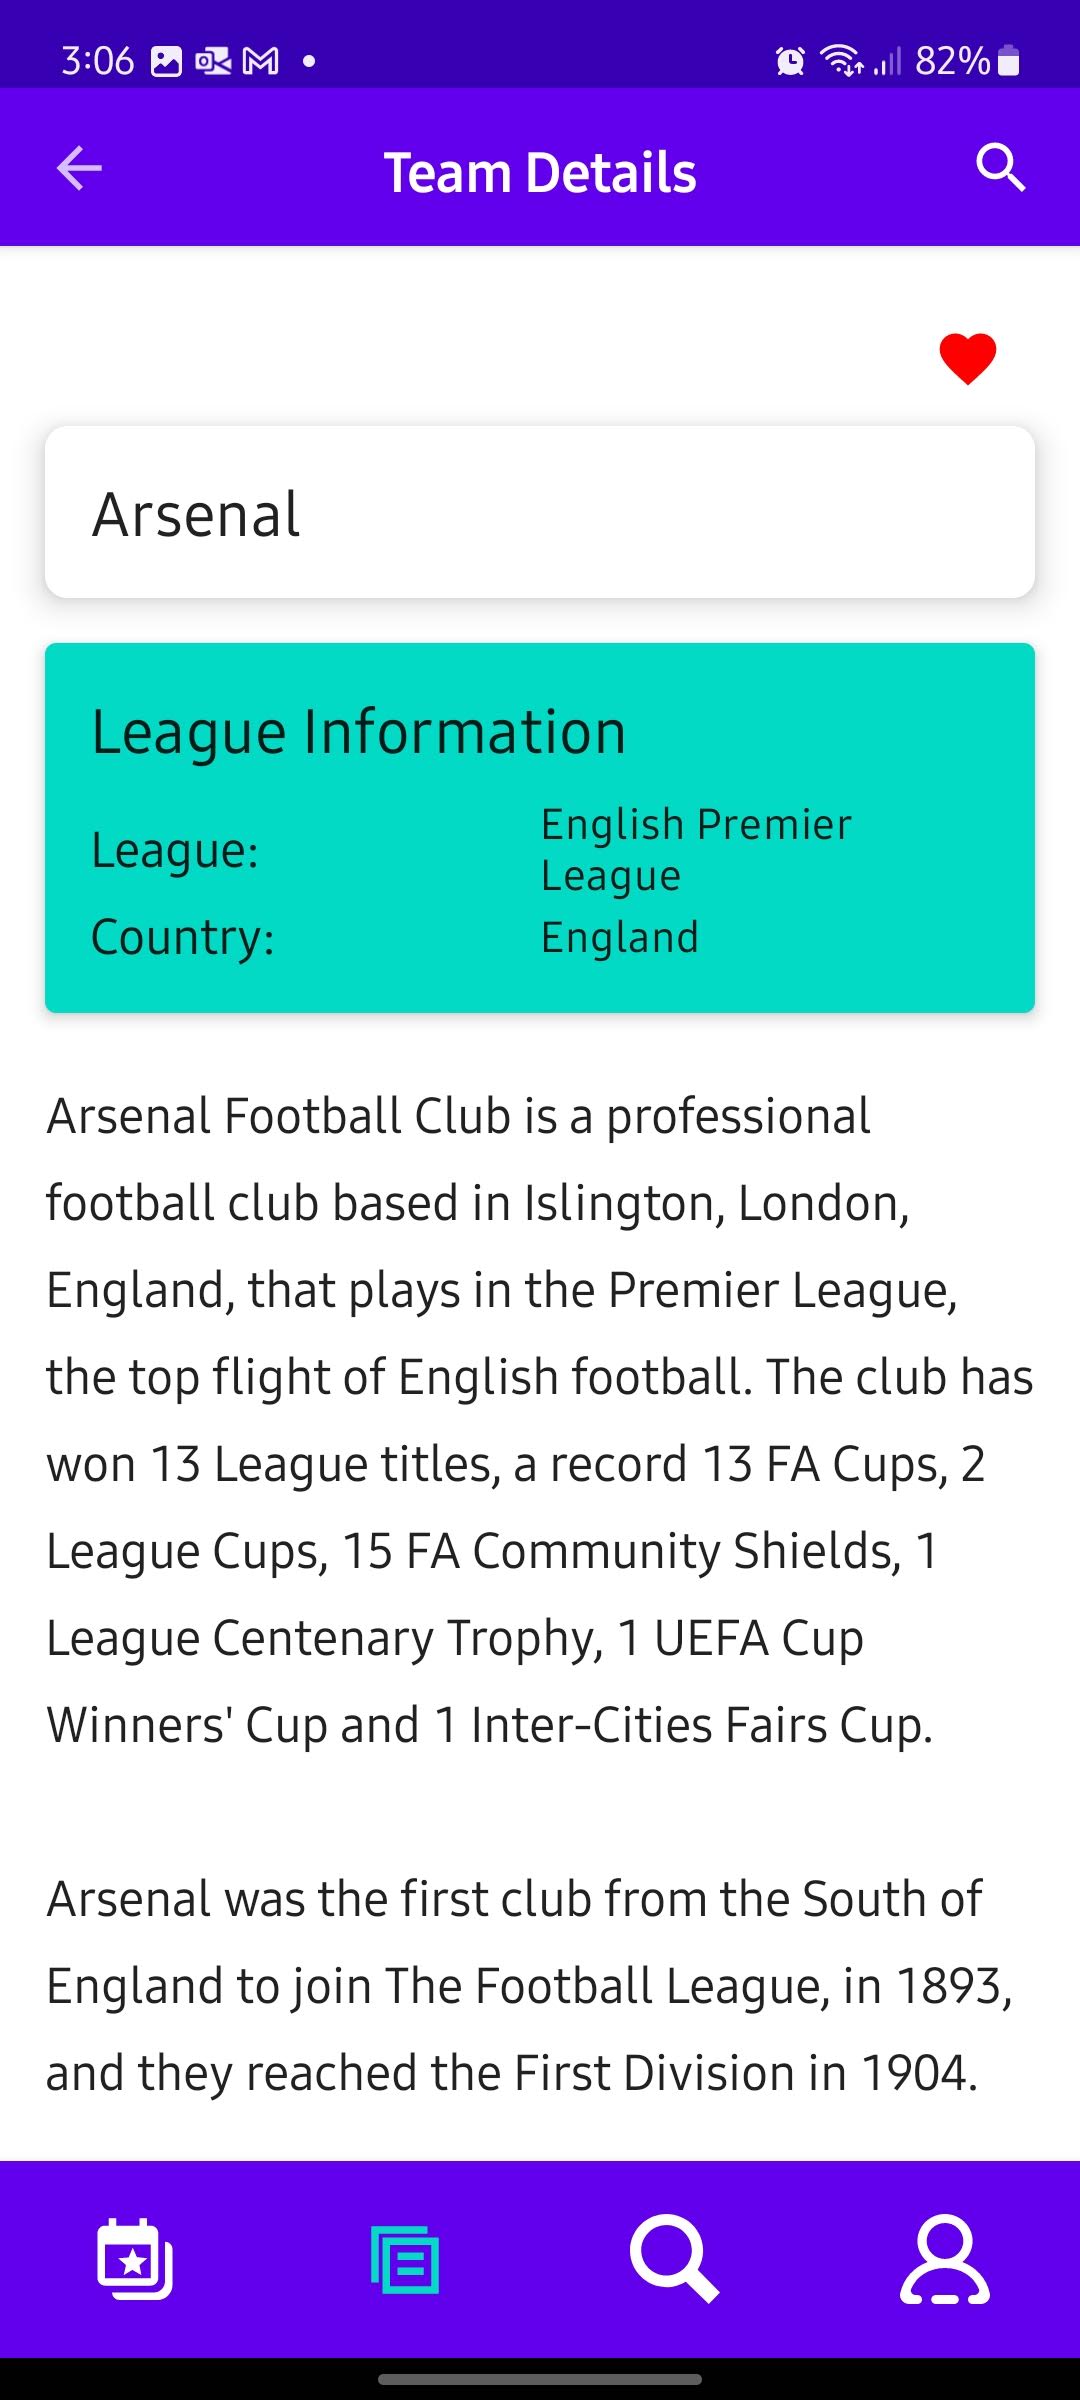 3:06 82%
Team Details
Arsenal
League Information
League: English Premier
League
Country: England
Arsenal Football Club is a professional
football club based in Islington, London,
England, that plays in the Premier League,
the top flight of English football. The club has
won 13 League titles, a record 13 FA Cups, 2
League Cups, 15 FA Community Shields, 1
League Centenary Trophy, 1 UEFA Cup
Winners' Cup and 1 Inter-Cities Fairs Cup.
Arsenal was the first club from the South of
England to join The Football League, in 1893,
and they reached the First Division in 1904.